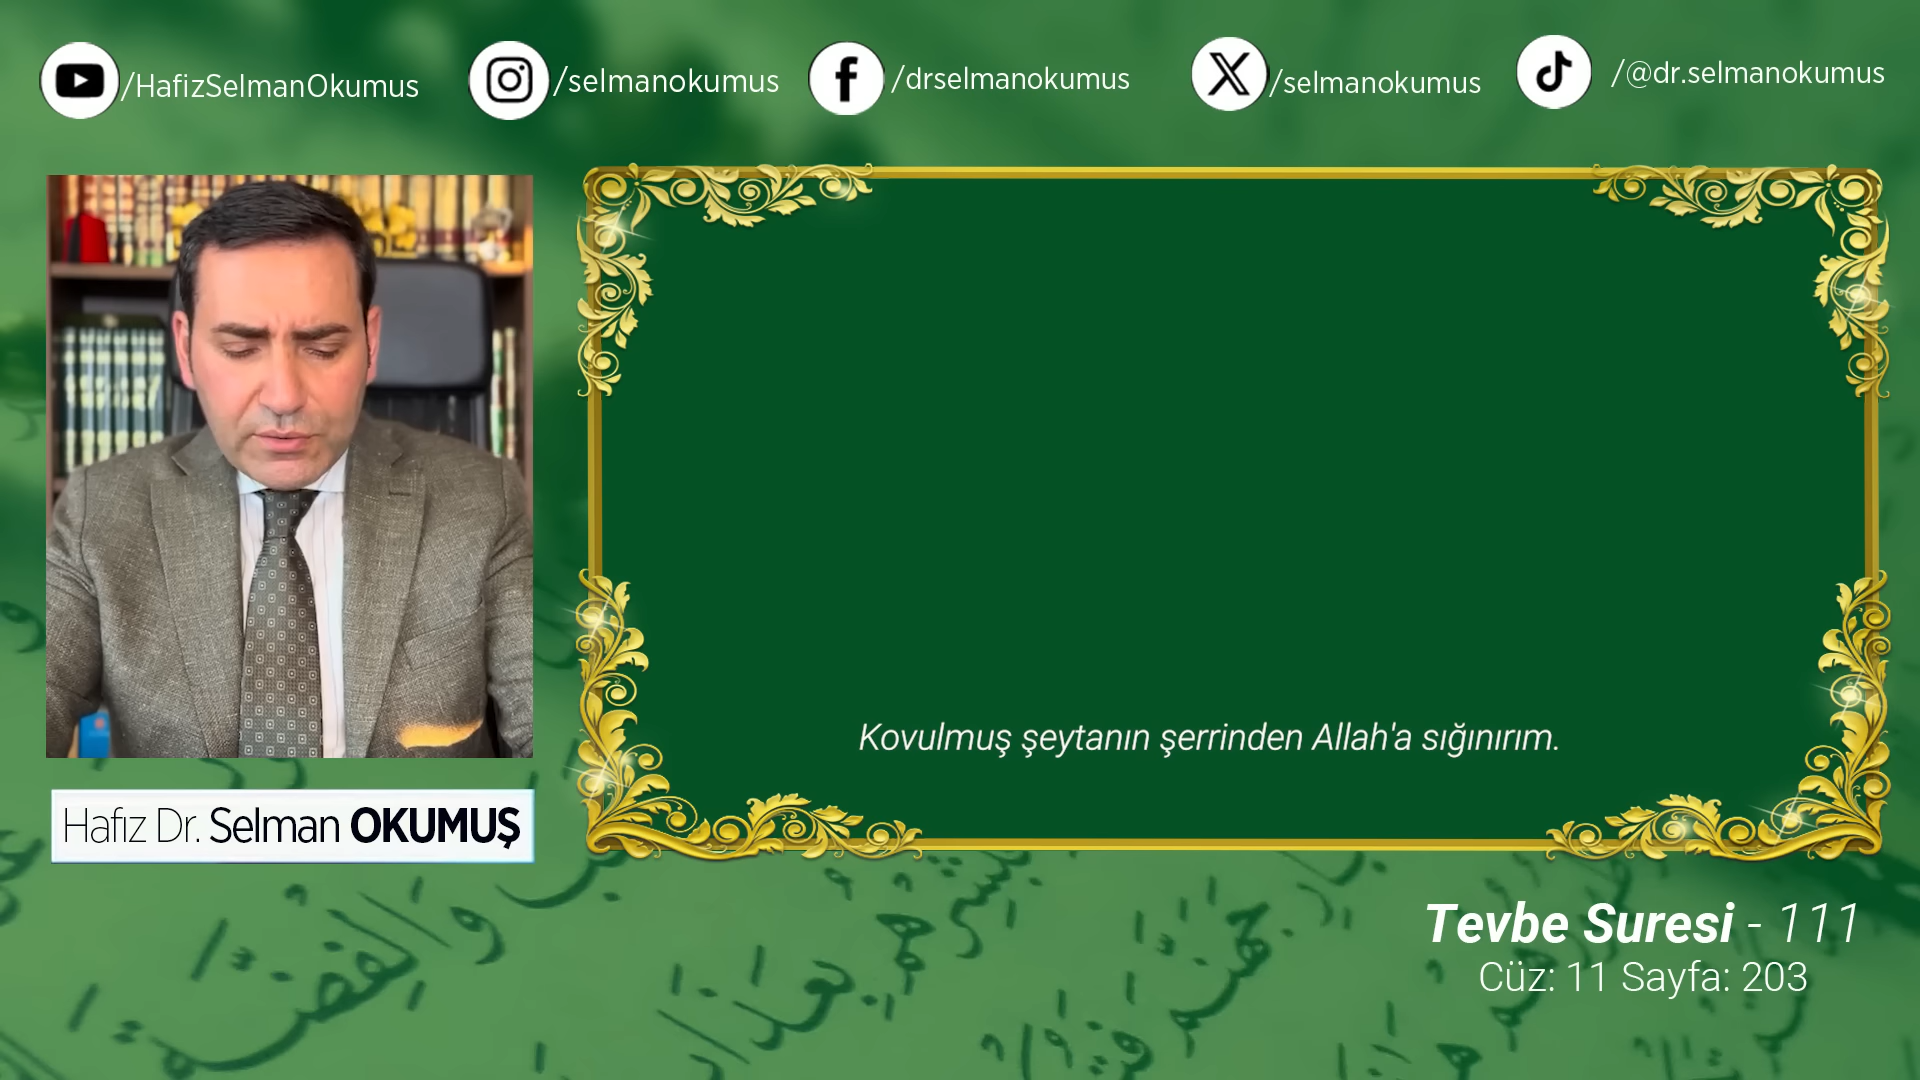 /HafizSelmanOkumus
/selmanokumus
/drselmanokumus
/selmanokumus
/@dr.selmanokumus
Kovulmuş şeytanın şerrinden Allah'a sığınırım.
Hafız Dr. Selman OKUMUŞ
Tevbe Suresi - 111
Cüz: 11 Sayfa: 203